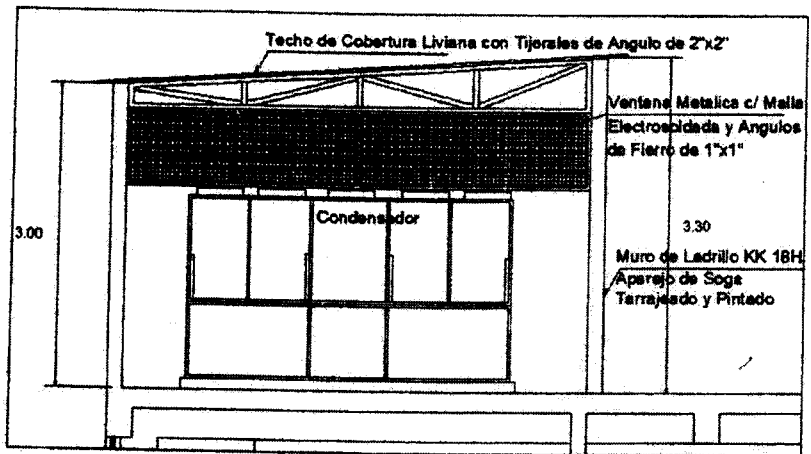 Techo de Cobertura Liviana con Tijerales de Angulo de 2"x2"
Ventana Metalica c/ Malla
Electrosoldada y Angulos
de Fierro de 1"x1"
Condensador
3.00
3.30
Muro de Ladrillo KK 18H
Aparejo de Soga
Tarrajeado y Pintado